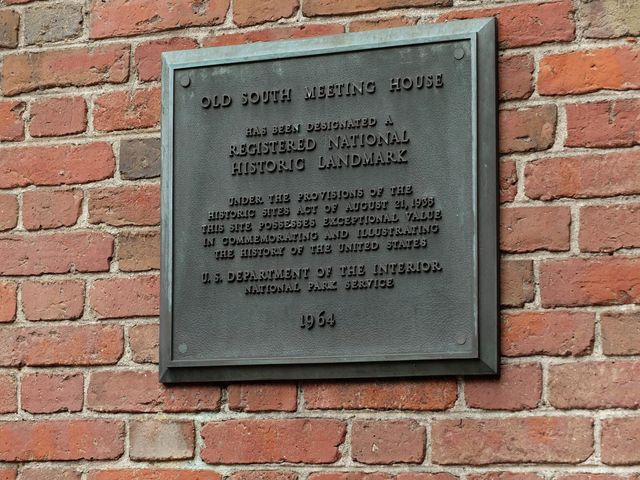 OLD SOUTH MEETING HOUSE
HAS BEEN DESIGNATED A
REGISTERED NATIONAL
HISTORIC LANDMARK
UNDER THE PROVISIONS OF THE
HISTORIC SITES ACT OF AUGUST 21, 1935
THIS SITE POSSESSES EXCEPTIONAL VALUE
IN COMMEMORATING AND ILLUSTRATING
THE HISTORY OF THE UNITED STATES
U. S. DEPARTMENT OF THE INTERIOR
NATIONAL PARK SERVICE
1964